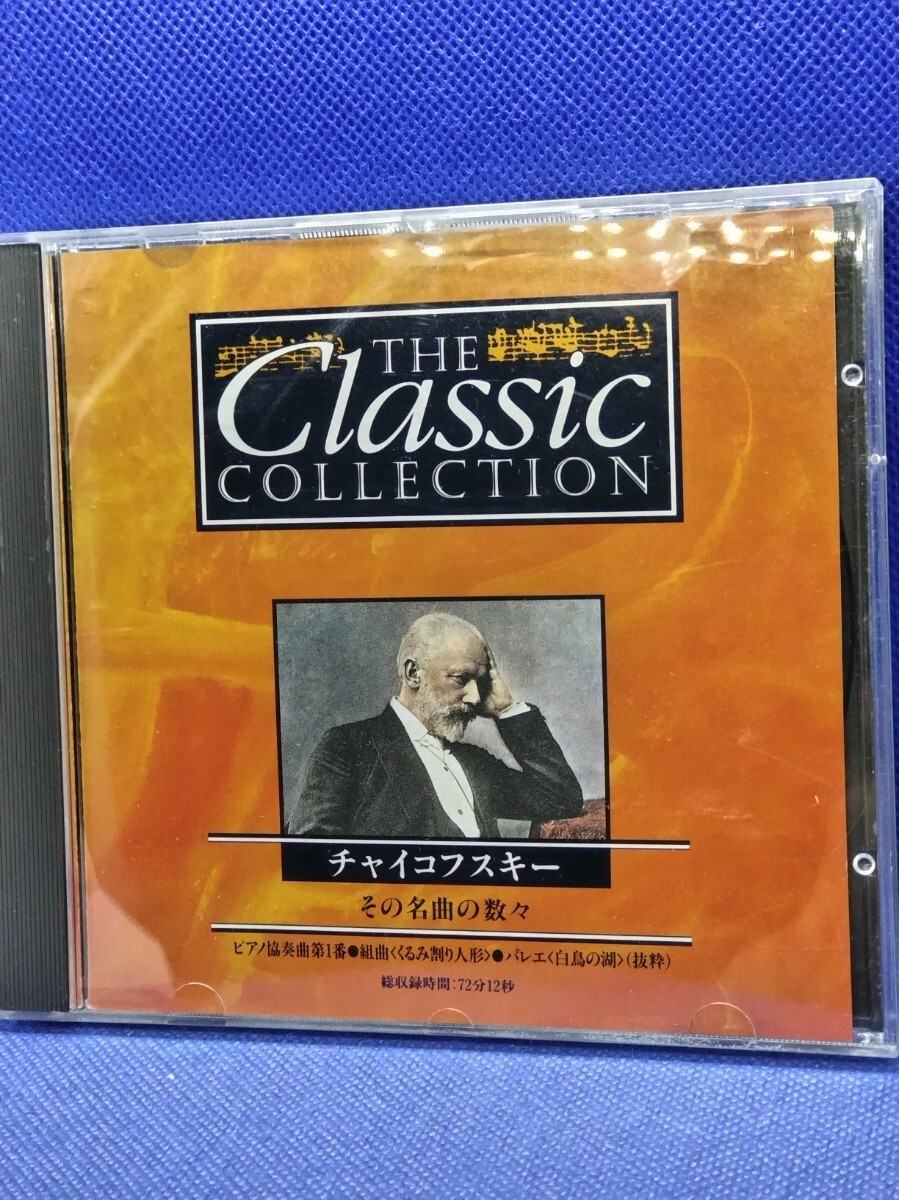 THE
Classic
COLLECTION
チャイコフスキー
その名曲の数々
ピアノ協奏曲第1番●組曲〈くるみ割り人形〉●バレエ〈白鳥の湖〉(抜粋)
総収録時間:72分12秒